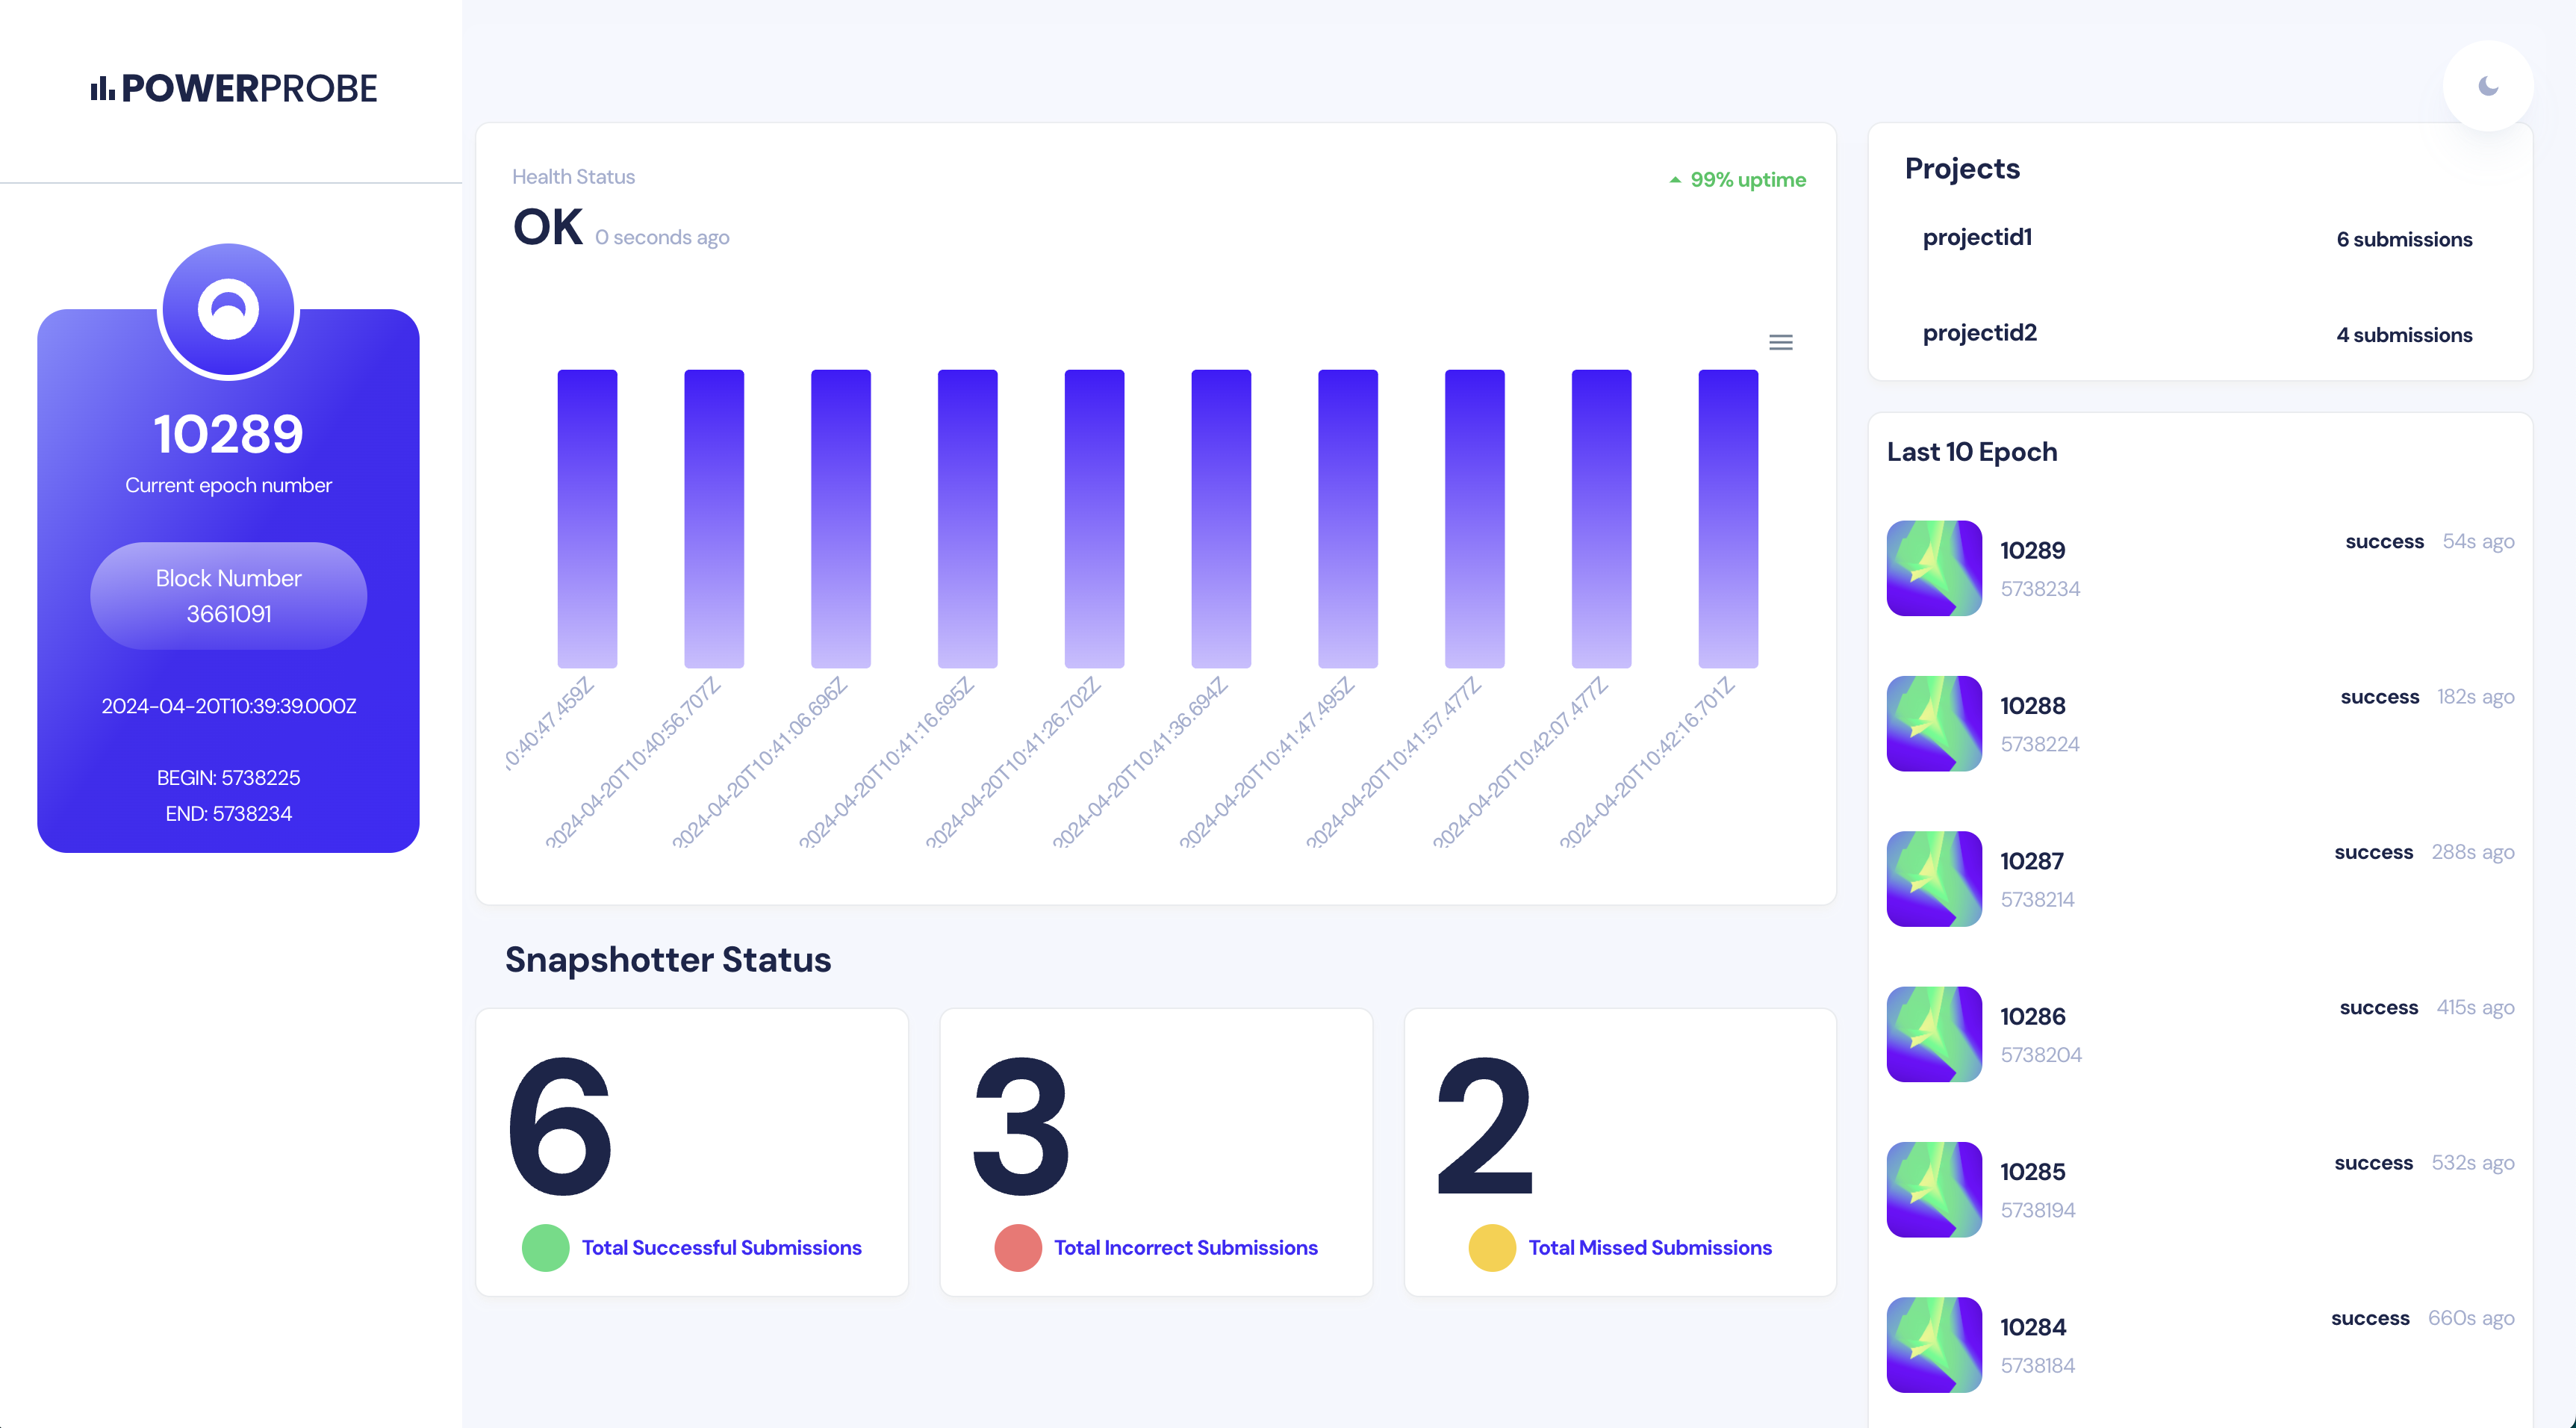 POWERPROBE
10289
Current epoch number
Block Number
3661091
2024-04-20T10:39:39.000Z
BEGIN: 5738225
END: 5738234
Health Status
99% uptime
OK 0 seconds ago
0:40:47.459Z
2024-04-20T10:40:56.707Z
2024-04-20T10:41:06.696Z
2024-04-20T10:41:16.695Z
2024-04-20T10:41:26.702Z
2024-04-20T10:41:36.694Z
2024-04-20T10:41:47.495Z
2024-04-20T10:41:57.477Z
2024-04-20T10:42:07.477Z
2024-04-20T10:42:16.701Z
Snapshotter Status
6
Total Successful Submissions
3
Total Incorrect Submissions
2
Total Missed Submissions
Projects
projectid1 6 submissions
projectid2 4 submissions
Last 10 Epoch
10289 success 54s ago
5738234
10288 success 182s ago
5738224
10287 success 288s ago
5738214
10286 success 415s ago
5738204
10285 success 532s ago
5738194
10284 success 660s ago
5738184